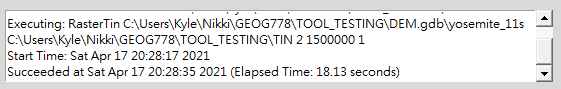 Executing: RasterTin C:\Users\Kyle\Nikki\GEOG778\TOOL_TESTING\DEM.gdb\yosemite_11s
C:\Users\Kyle\Nikki\GEOG778\TOOL_TESTING\TIN 2 1500000 1
Start Time: Sat Apr 17 20:28:17 2021
Succeeded at Sat Apr 17 20:28:35 2021 (Elapsed Time: 18.13 seconds)